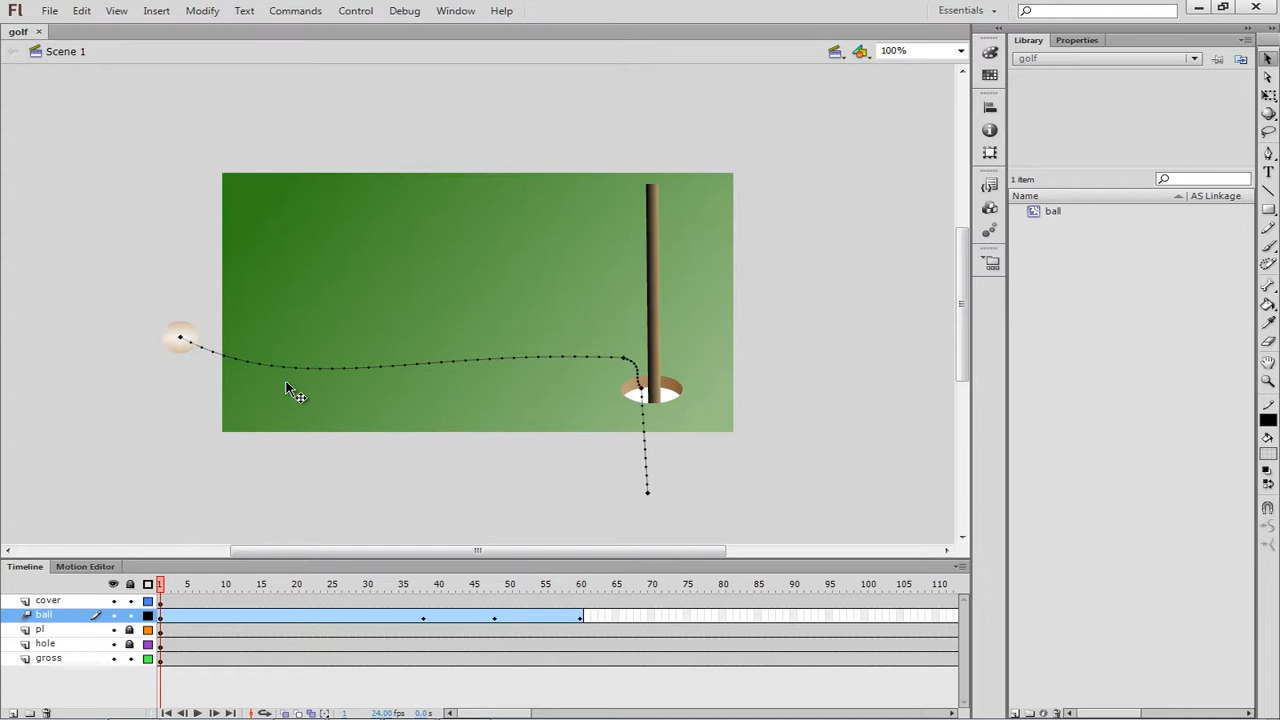 Fl File Edit View Insert Modify Text Commands Control Debug Window Help Essentials
golf ×
Scene 1 100%
Library Properties
golf
1 item
Name AS Linkage
ball
Timeline Motion Editor
1 5 10 15 20 25 30 35 40 45 50 55 60 65 70 75 80 85 90 95 100 105 110
cover
ball
pl
hole
gross
1 24.00 fps 0.0 s